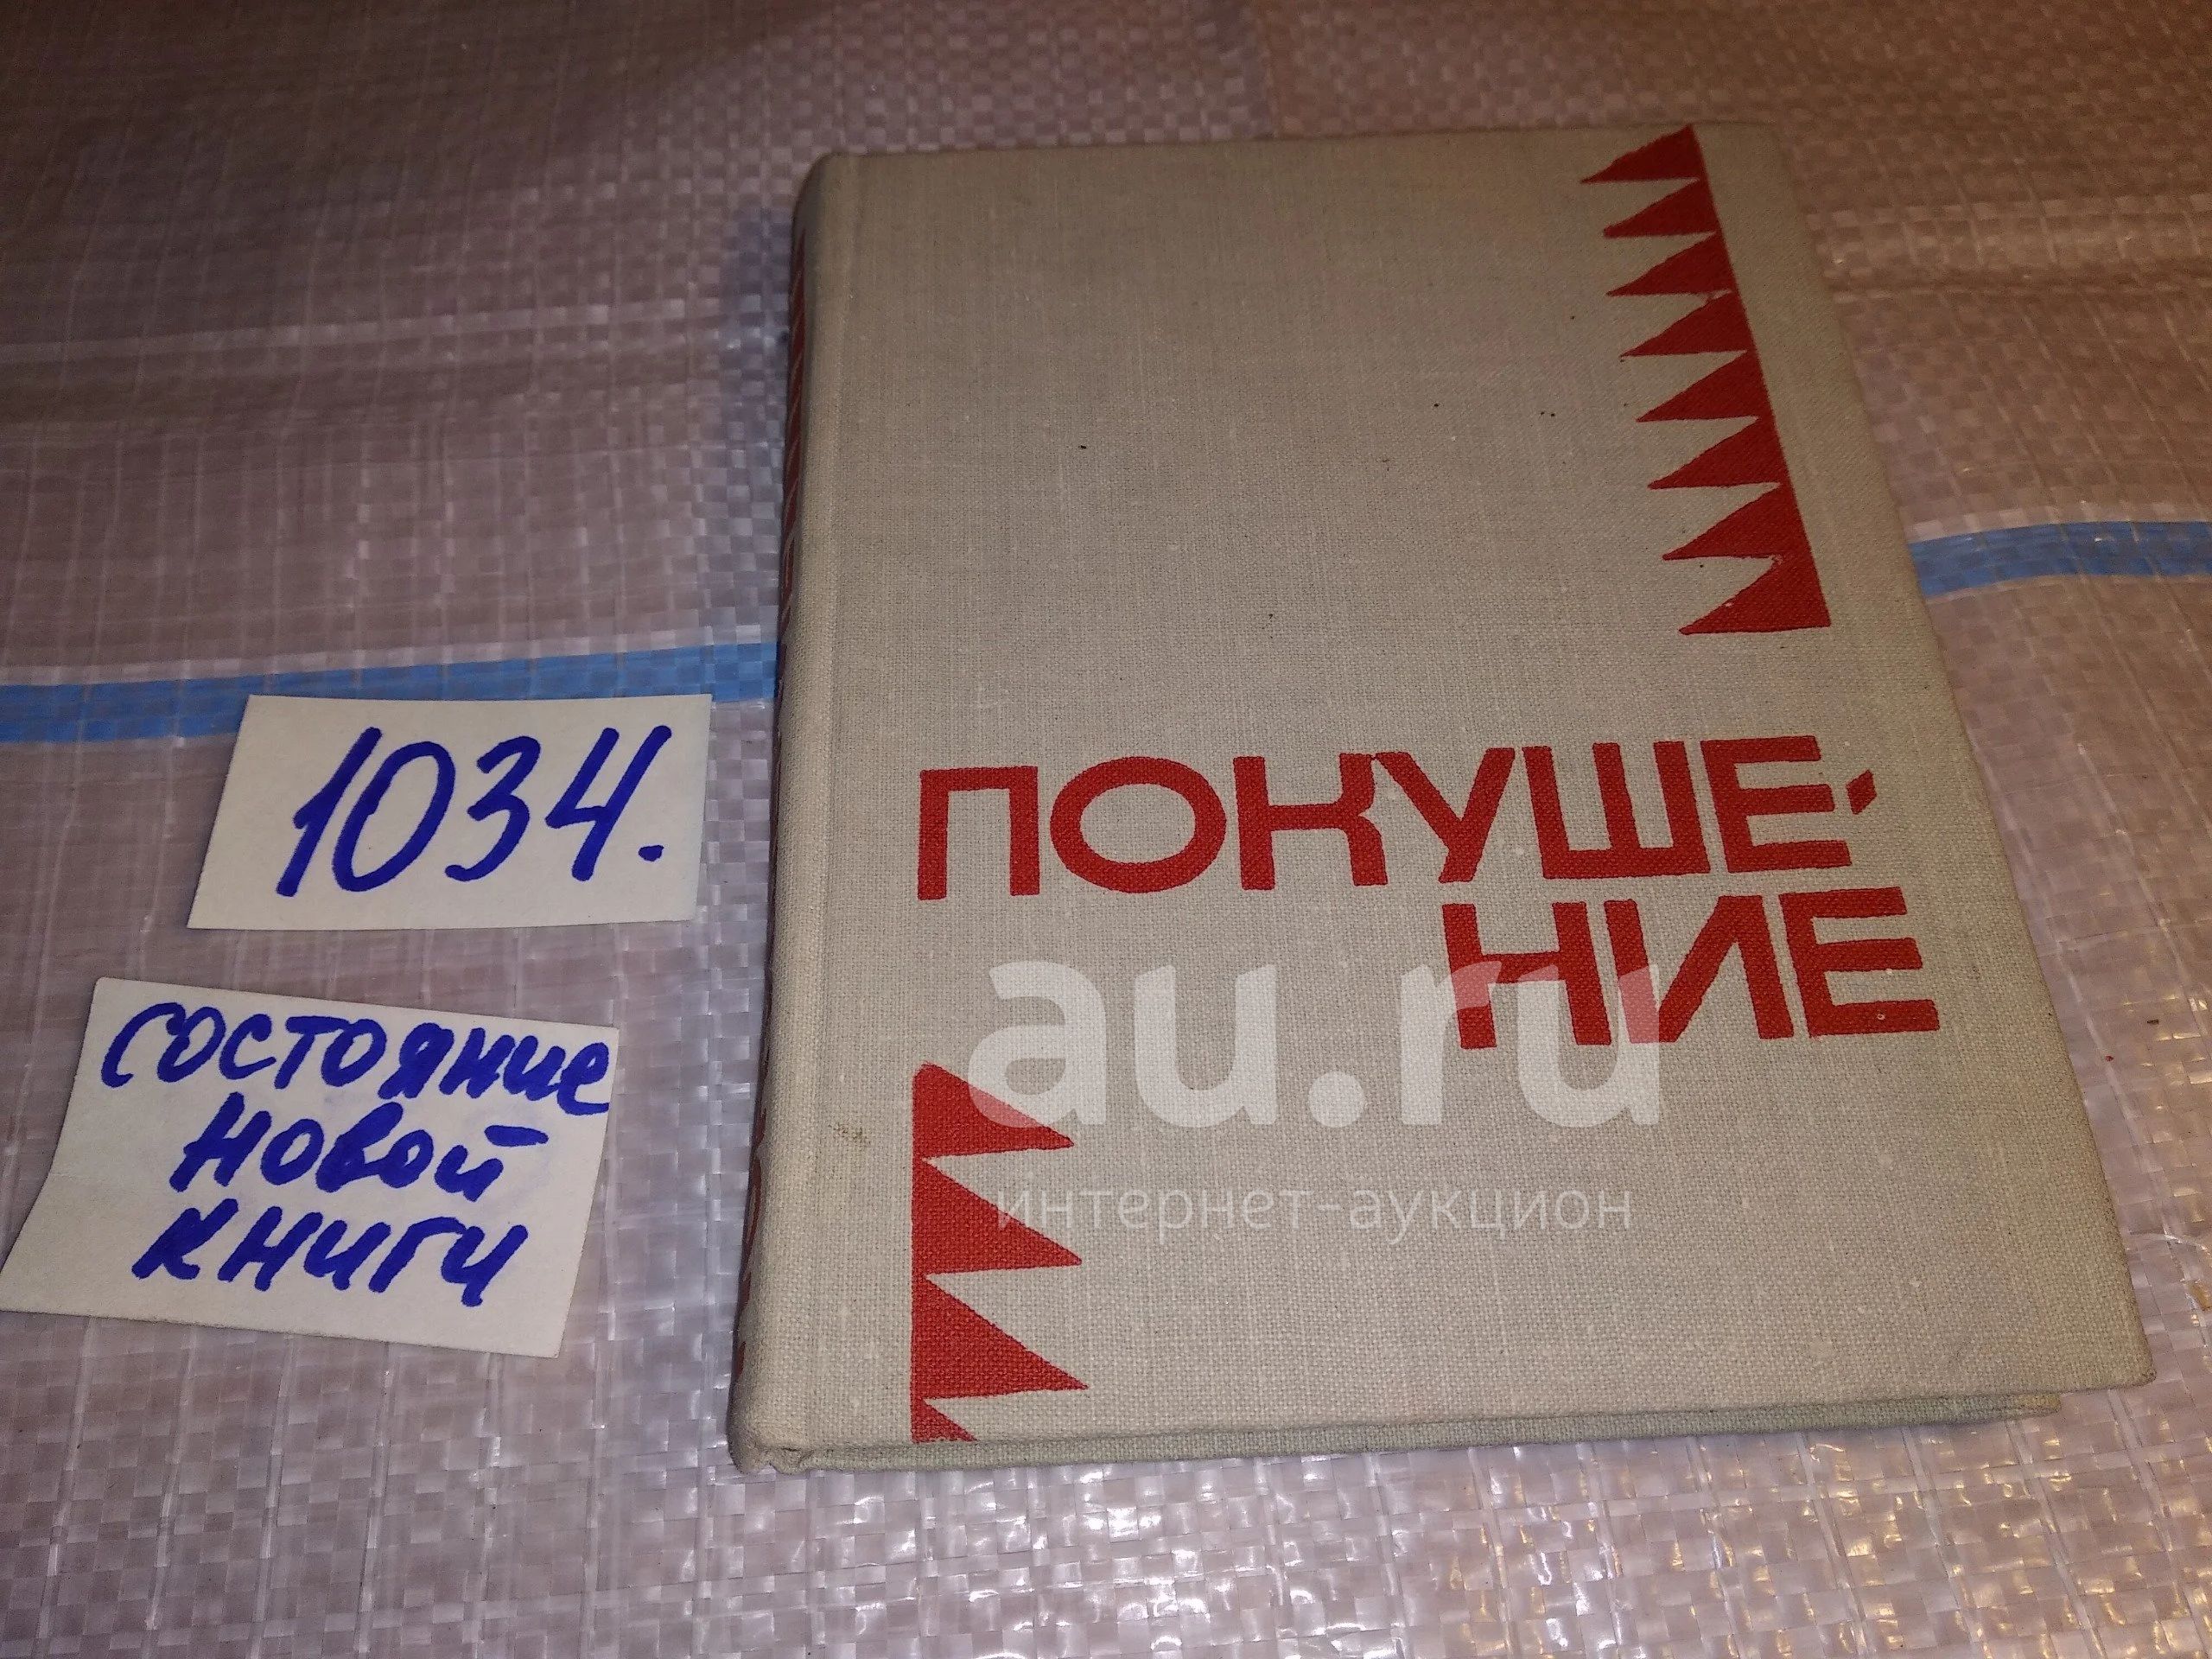 ПОКУШЕ-
НИЕ
1034.
состояние
новой
книги
au.ru
интернет-аукцион